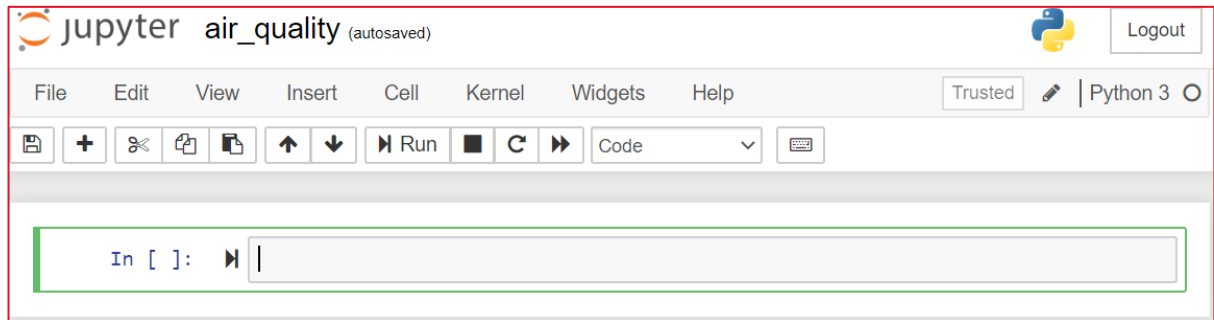 jupyter air_quality (autosaved) Logout
File Edit View Insert Cell Kernel Widgets Help Trusted Python 3
Run Code
In [ ]: